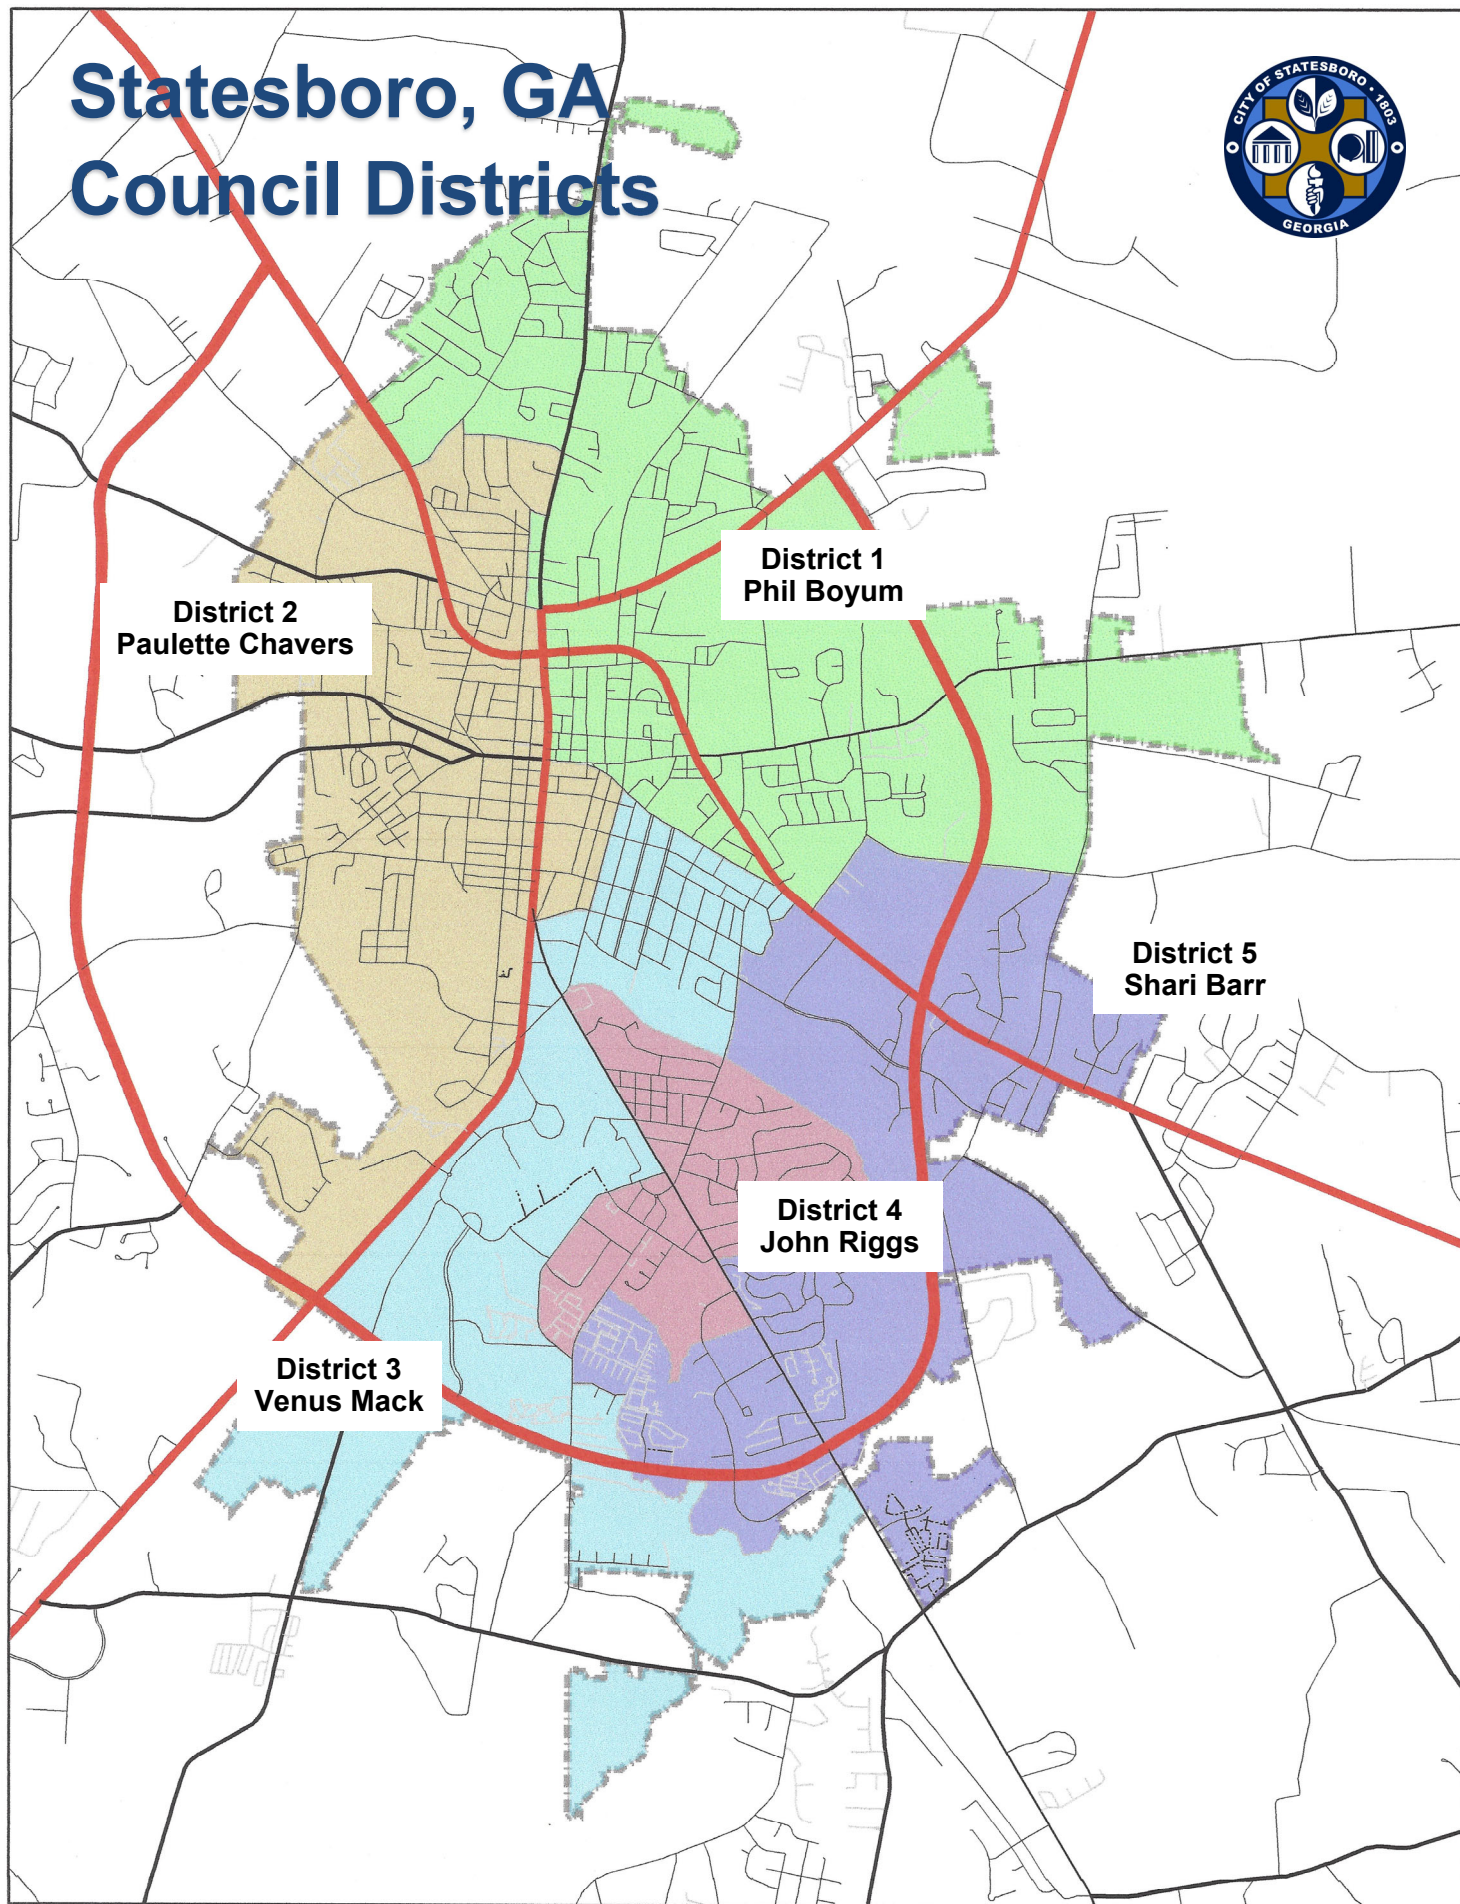 Statesboro, GA
Council Districts
CITY OF STATESBORO • 1803
GEORGIA
District 1
Phil Boyum
District 2
Paulette Chavers
District 5
Shari Barr
District 4
John Riggs
District 3
Venus Mack